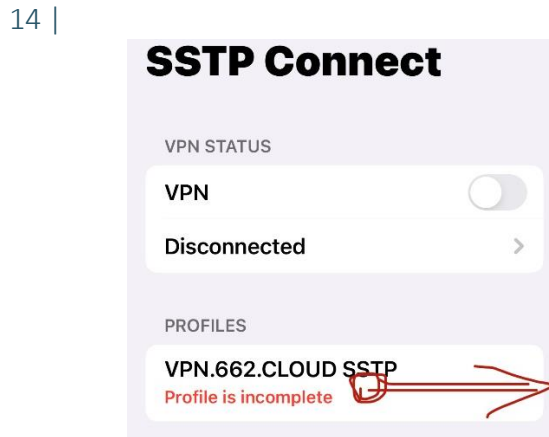 14 |
SSTP Connect
VPN STATUS
VPN
Disconnected
PROFILES
VPN.662.CLOUD SSTP
Profile is incomplete